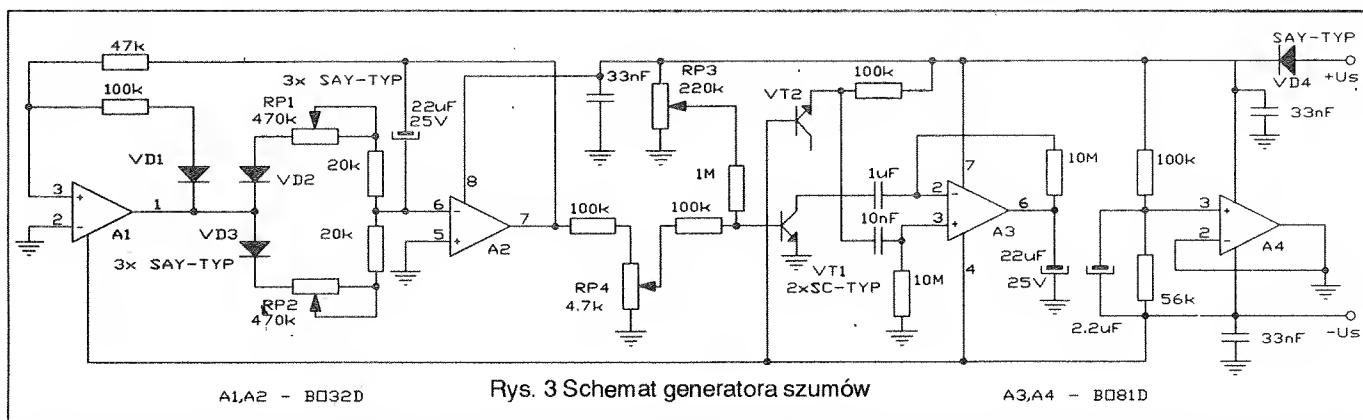 47k
100k
3x SAY-TYP
RP1
470k
22uF
25V
VD1
VD2
20k
3
2
1
A1
VD3
3x SAY-TYP
20k
RP2
470k
8
6
5
7
A2
33nF
RP3
220k
VT2
100k
1M
1uF
10nF
100k
100k
RP4
4.7k
VT1
2xSC-TYP
7
2
3
6
4
A3
10M
10M
22uF
25V
2.2uF
100k
56k
3
2
A4
SAY-TYP
VD4
+Us
33nF
33nF
-Us
A1,A2 - B□32D
Rys. 3 Schemat generatora szumów
A3,A4 - B□81D